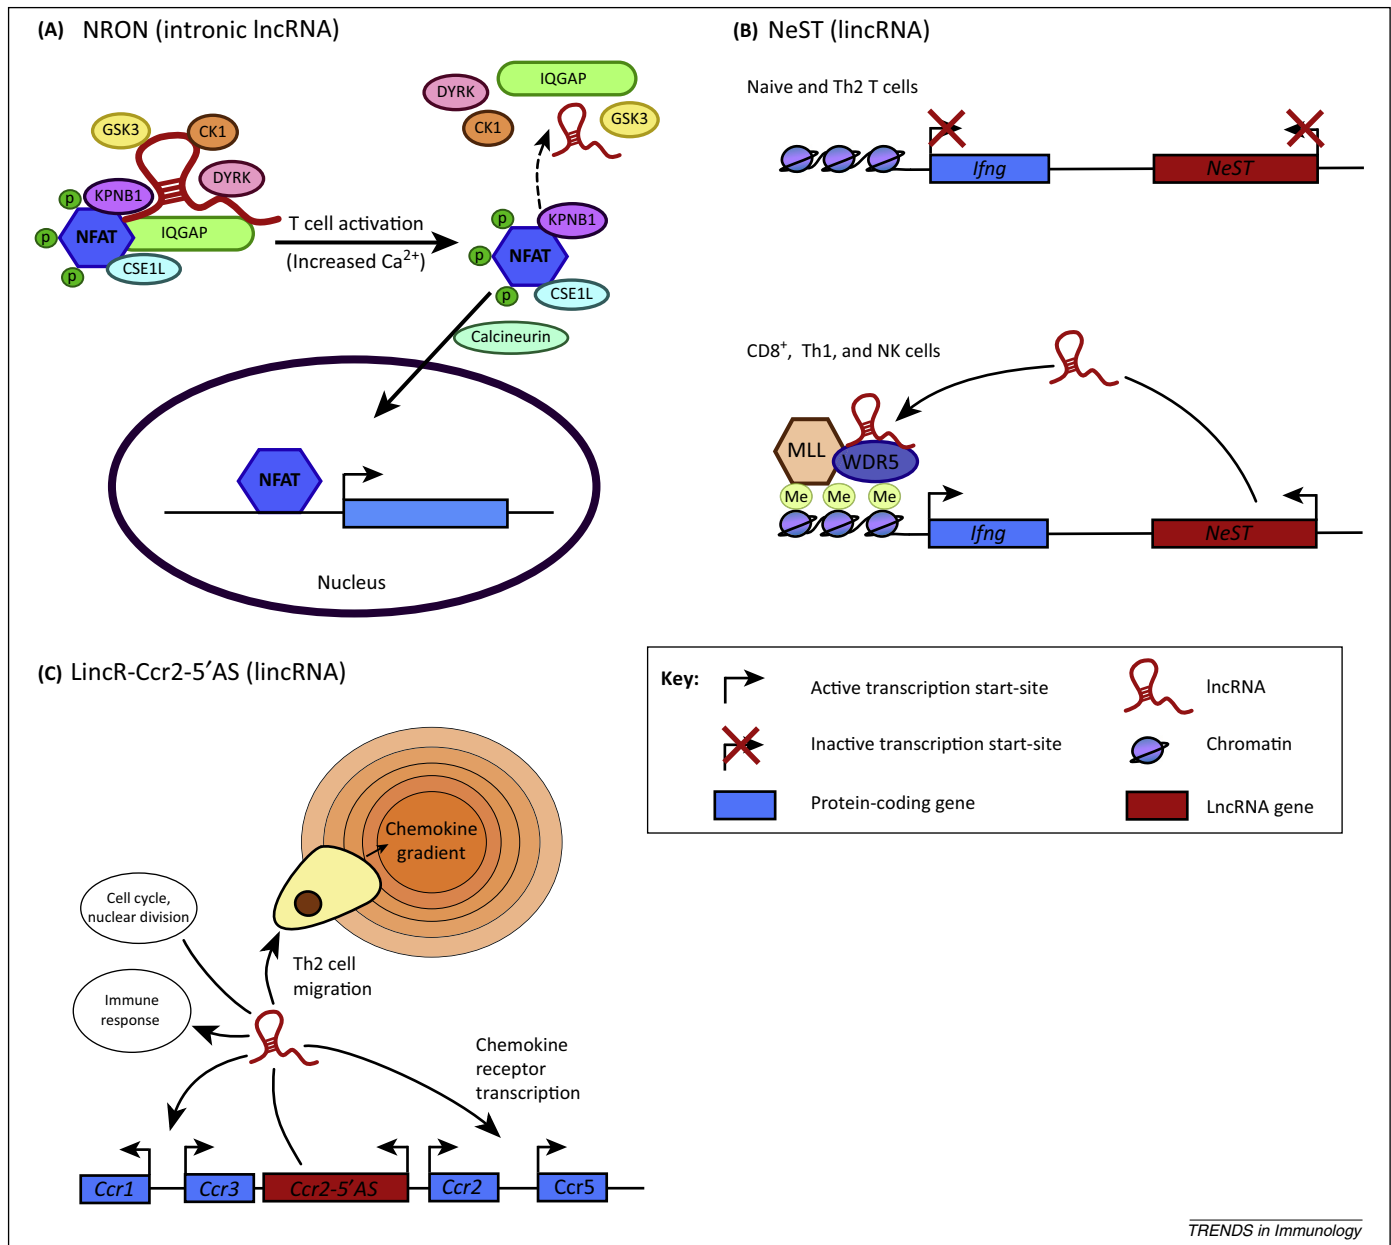 (A) NRON (intronic lncRNA)
GSK3
CK1
DYRK
KPNB1
p
NFAT
p
p
IQGAP
CSE1L
T cell activation
(Increased Ca2+)
DYRK
IQGAP
CK1
GSK3
KPNB1
p
p
NFAT
p
CSE1L
Calcineurin
NFAT
Nucleus
(B) NeST (lincRNA)
Naive and Th2 T cells
Ifng
NeST
CD8+, Th1, and NK cells
MLL
WDR5
Me
Me
Me
Ifng
NeST
(C) LincR-Ccr2-5′AS (lincRNA)
Chemokine
gradient
Cell cycle,
nuclear division
Th2 cell
migration
Immune
response
Chemokine
receptor
transcription
Ccr1
Ccr3
Ccr2-5′AS
Ccr2
Ccr5
Key:
Active transcription start-site
lncRNA
Inactive transcription start-site
Chromatin
Protein-coding gene
LncRNA gene
TRENDS in Immunology